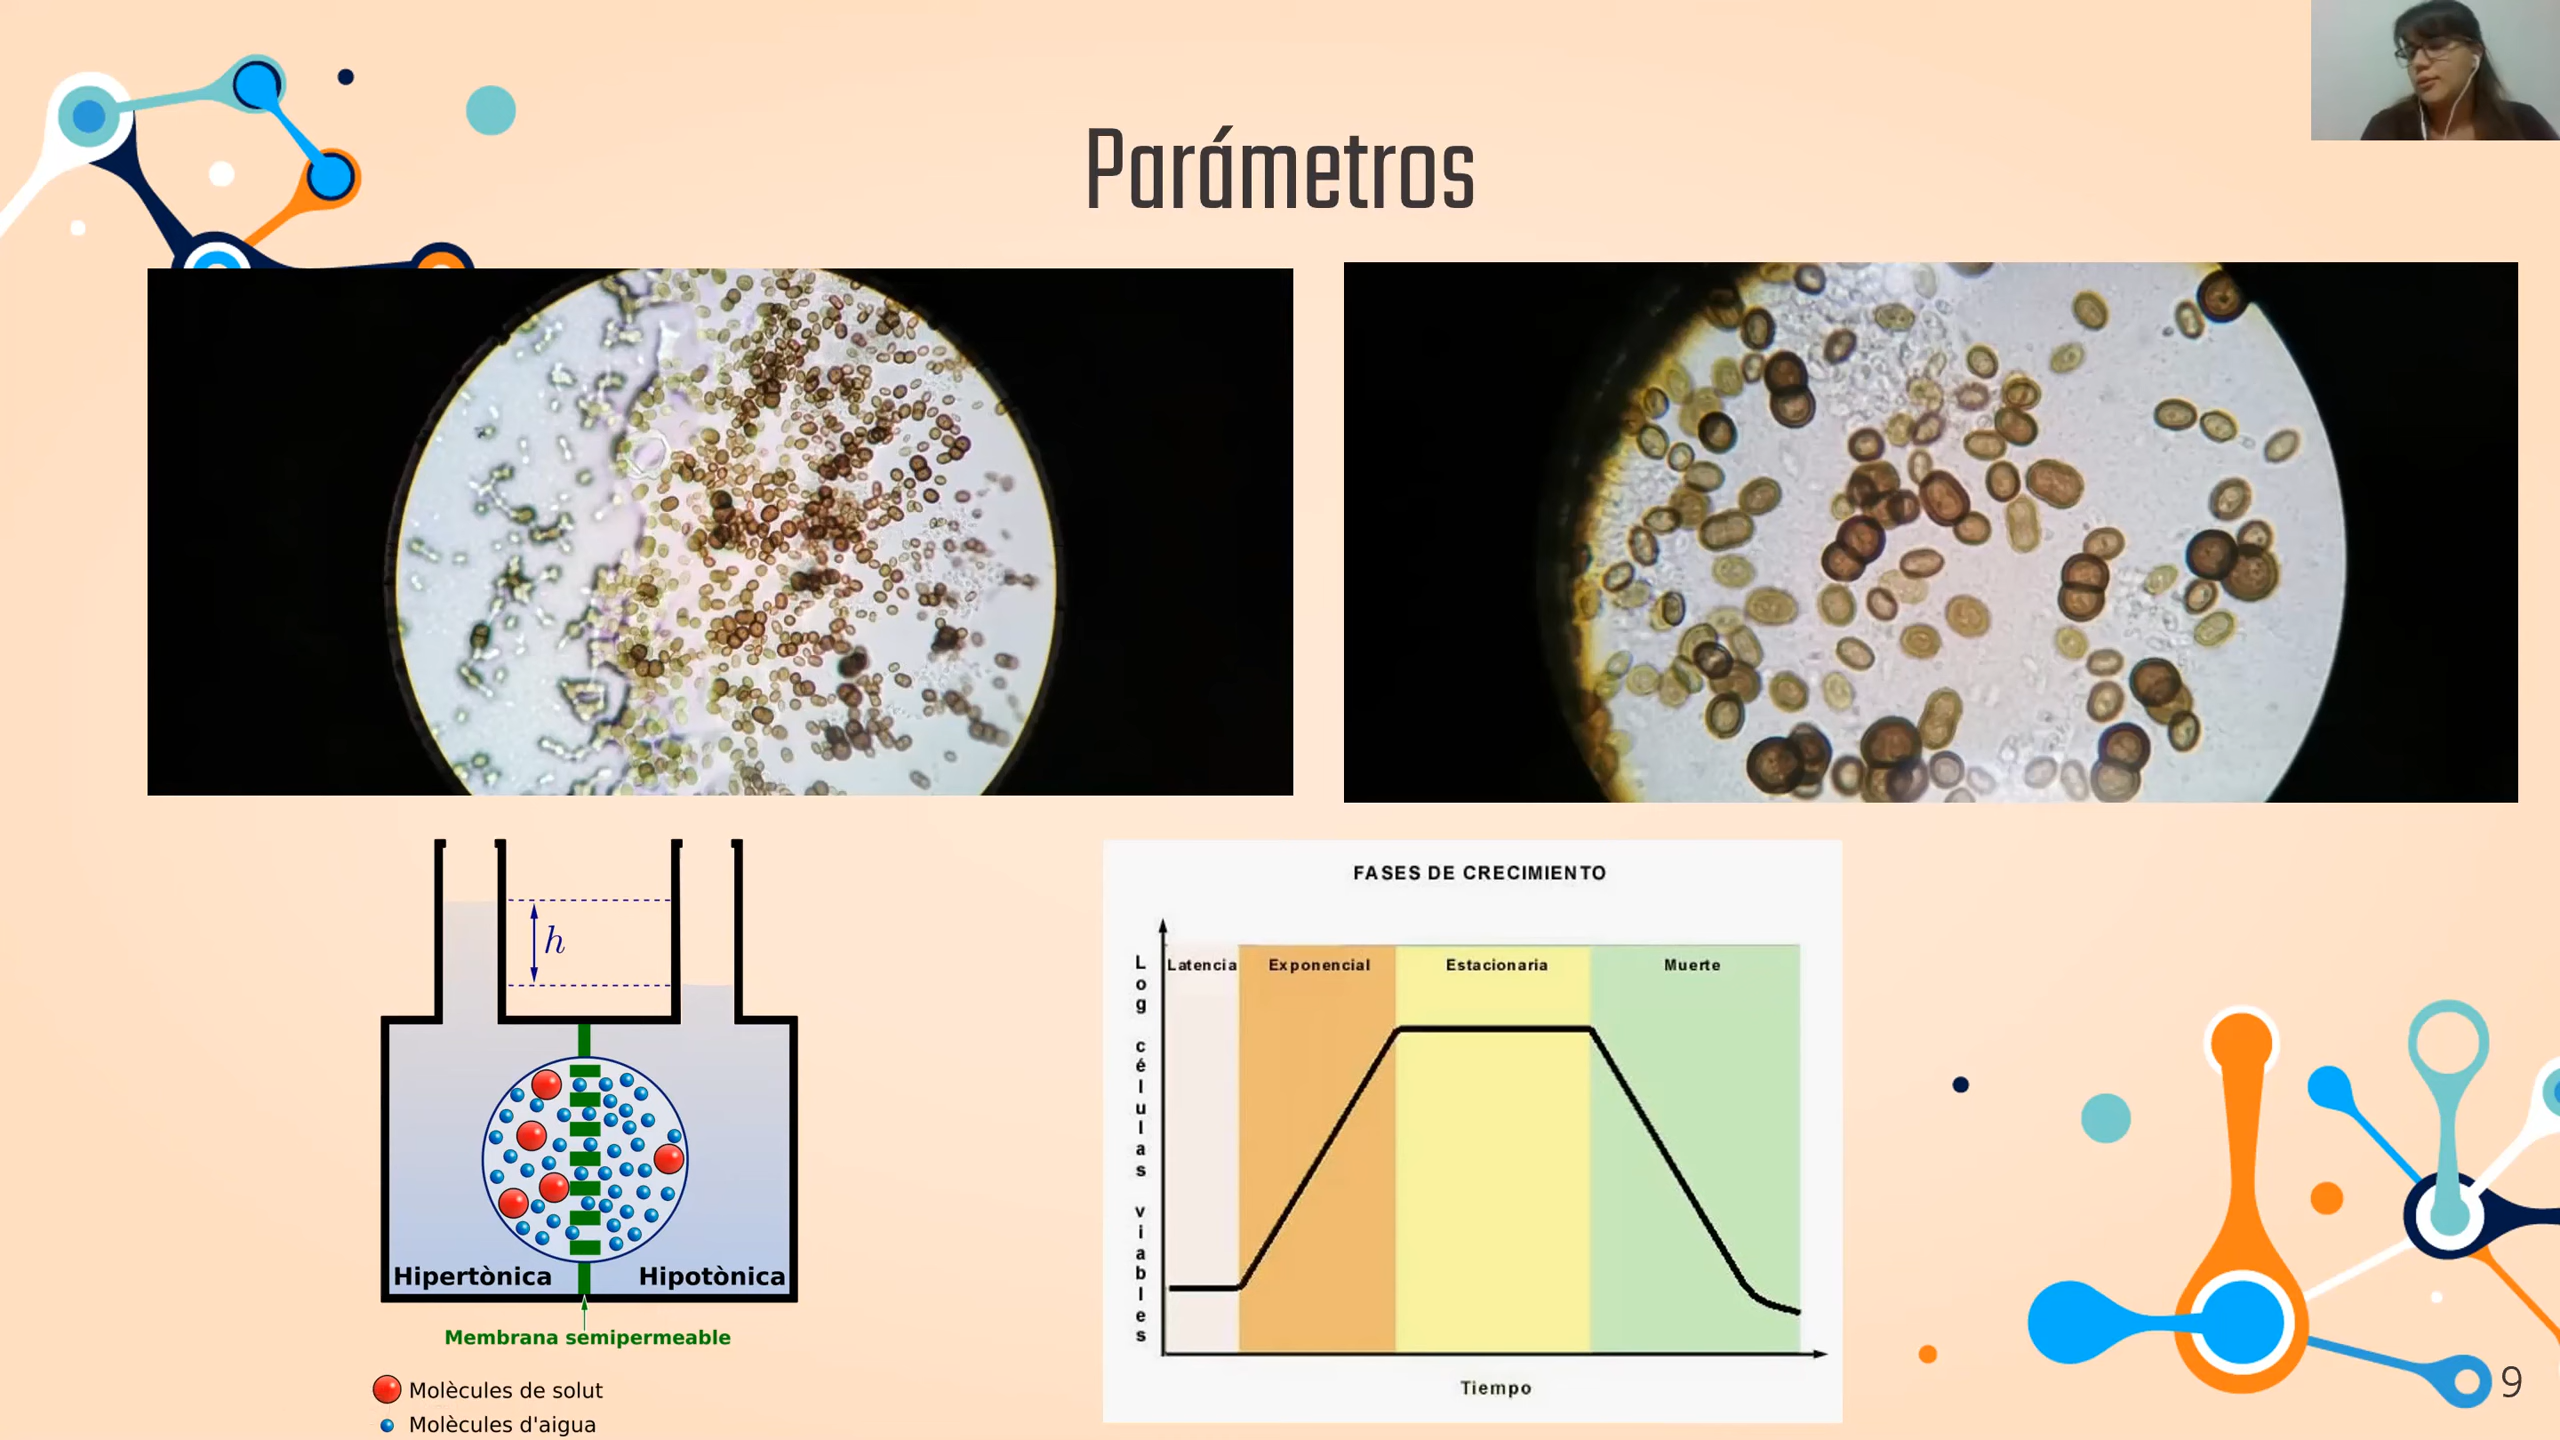 Parámetros
h
Hipertònica
Hipotònica
Membrana semipermeable
Molècules de solut
Molècules d'aigua
FASES DE CRECIMIENTO
Log células viables
Latencia
Exponencial
Estacionaria
Muerte
Tiempo
9